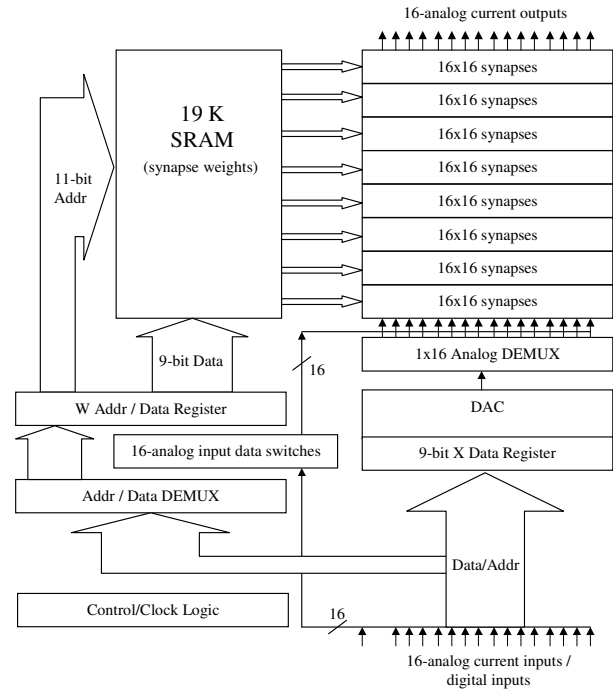 16-analog current outputs
16x16 synapses
16x16 synapses
16x16 synapses
16x16 synapses
16x16 synapses
16x16 synapses
16x16 synapses
16x16 synapses
19 K
SRAM
(synapse weights)
11-bit
Addr
9-bit Data
16
1x16 Analog DEMUX
W Addr / Data Register
DAC
16-analog input data switches
9-bit X Data Register
Addr / Data DEMUX
Data/Addr
Control/Clock Logic
16
16-analog current inputs /
digital inputs